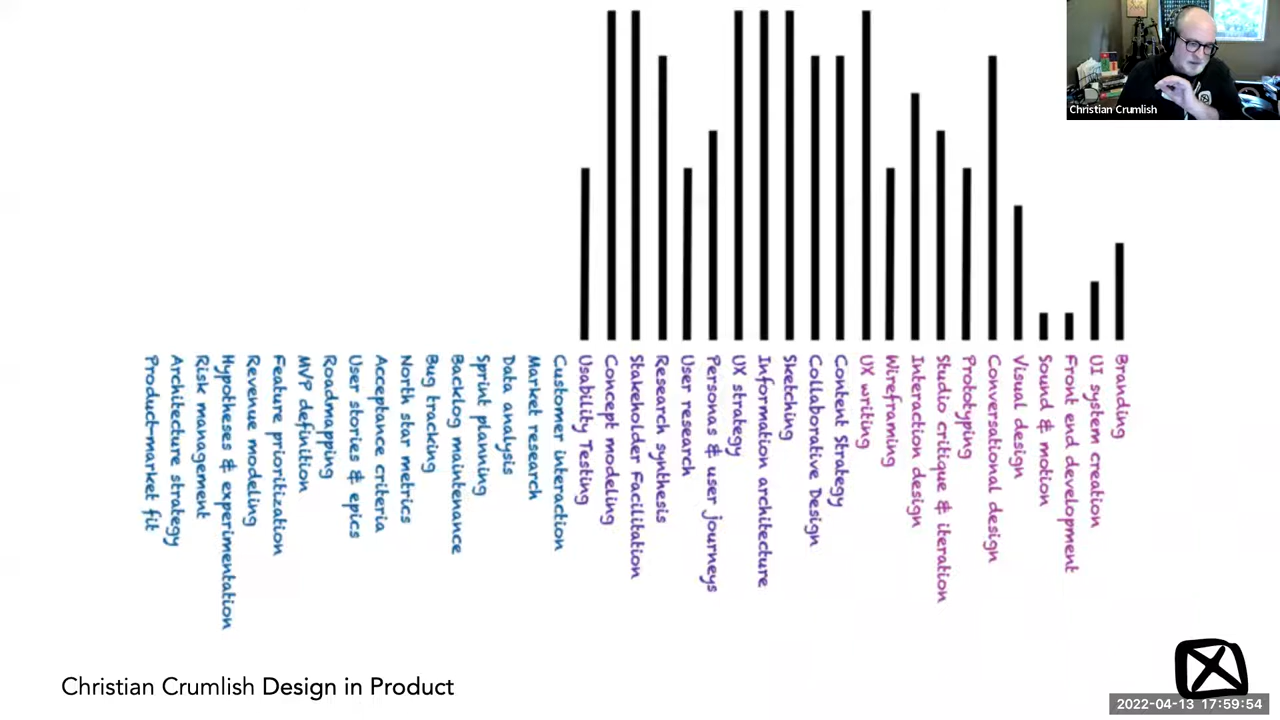 Christian Crumlish
Product-market fit
Architecture strategy
Risk management
Hypotheses & experimentation
Revenue modeling
Feature prioritization
MVP definition
Roadmapping
User stories & epics
Acceptance criteria
North star metrics
Bug tracking
Backlog maintenance
Sprint planning
Data analysis
Market research
Customer interaction
Usability Testing
Concept modeling
Stakeholder Facilitation
Research synthesis
User research
Personas & user journeys
UX strategy
Information architecture
Sketching
Collaborative Design
Content Strategy
UX writing
Wireframing
Interaction design
Studio critique & iteration
Prototyping
Conversational design
Visual design
Sound & motion
Front end development
UI system creation
Branding
Christian Crumlish Design in Product
2022-04-13 17:59:54